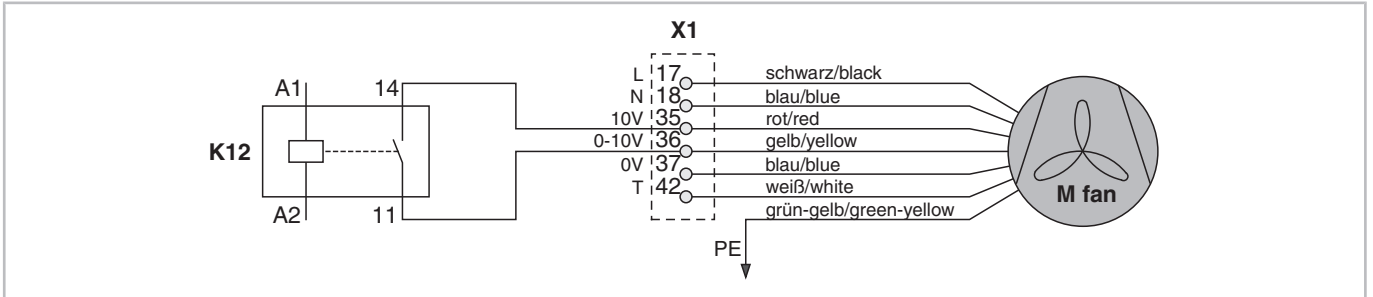 X1
A1 14
K12
A2 11
L 17 schwarz/black
N 18 blau/blue
10V 35 rot/red
0-10V 36 gelb/yellow
0V 37 blau/blue
T 42 weiß/white
grün-gelb/green-yellow
PE
M fan